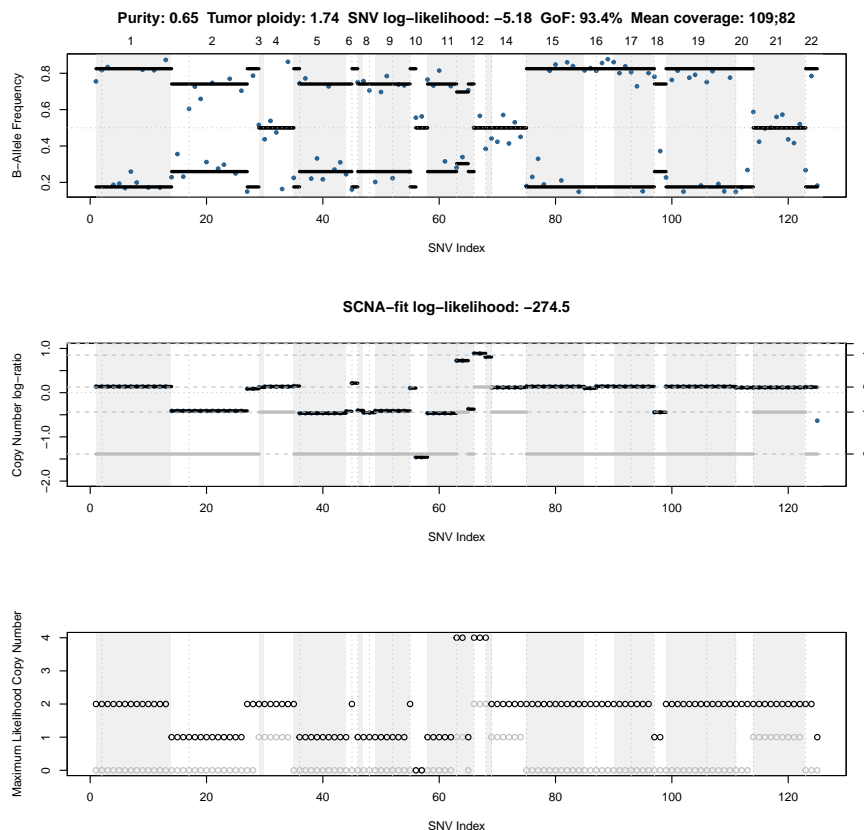 Purity: 0.65 Tumor ploidy: 1.74 SNV log−likelihood: −5.18 GoF: 93.4% Mean coverage: 109;82
1 2 3 4 5 6 8 9 10 11 12 14 15 16 17 18 19 20 21 22
B−Allele Frequency
0.8
0.6
0.4
0.2
0 20 40 60 80 100 120
SNV Index
SCNA−fit log−likelihood: −274.5
Copy Number log−ratio
1.0
0.0
−1.0
−2.0
0 20 40 60 80 100 120
SNV Index
Maximum Likelihood Copy Number
4
3
2
1
0
0 20 40 60 80 100 120
SNV Index